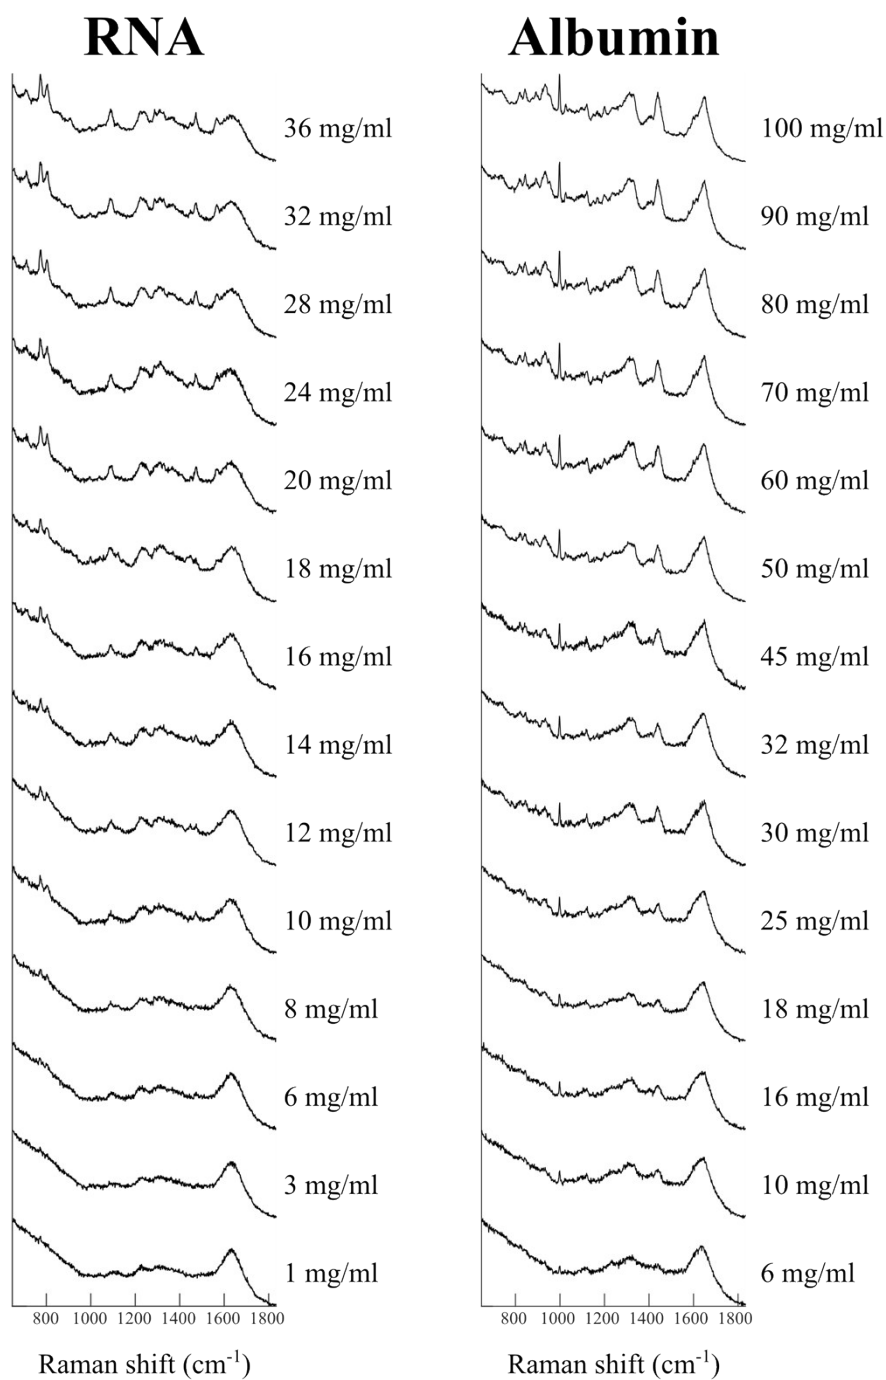 RNA
36 mg/ml
32 mg/ml
28 mg/ml
24 mg/ml
20 mg/ml
18 mg/ml
16 mg/ml
14 mg/ml
12 mg/ml
10 mg/ml
8 mg/ml
6 mg/ml
3 mg/ml
1 mg/ml
800 1000 1200 1400 1600 1800
Raman shift (cm⁻¹)
Albumin
100 mg/ml
90 mg/ml
80 mg/ml
70 mg/ml
60 mg/ml
50 mg/ml
45 mg/ml
32 mg/ml
30 mg/ml
25 mg/ml
18 mg/ml
16 mg/ml
10 mg/ml
6 mg/ml
800 1000 1200 1400 1600 1800
Raman shift (cm⁻¹)